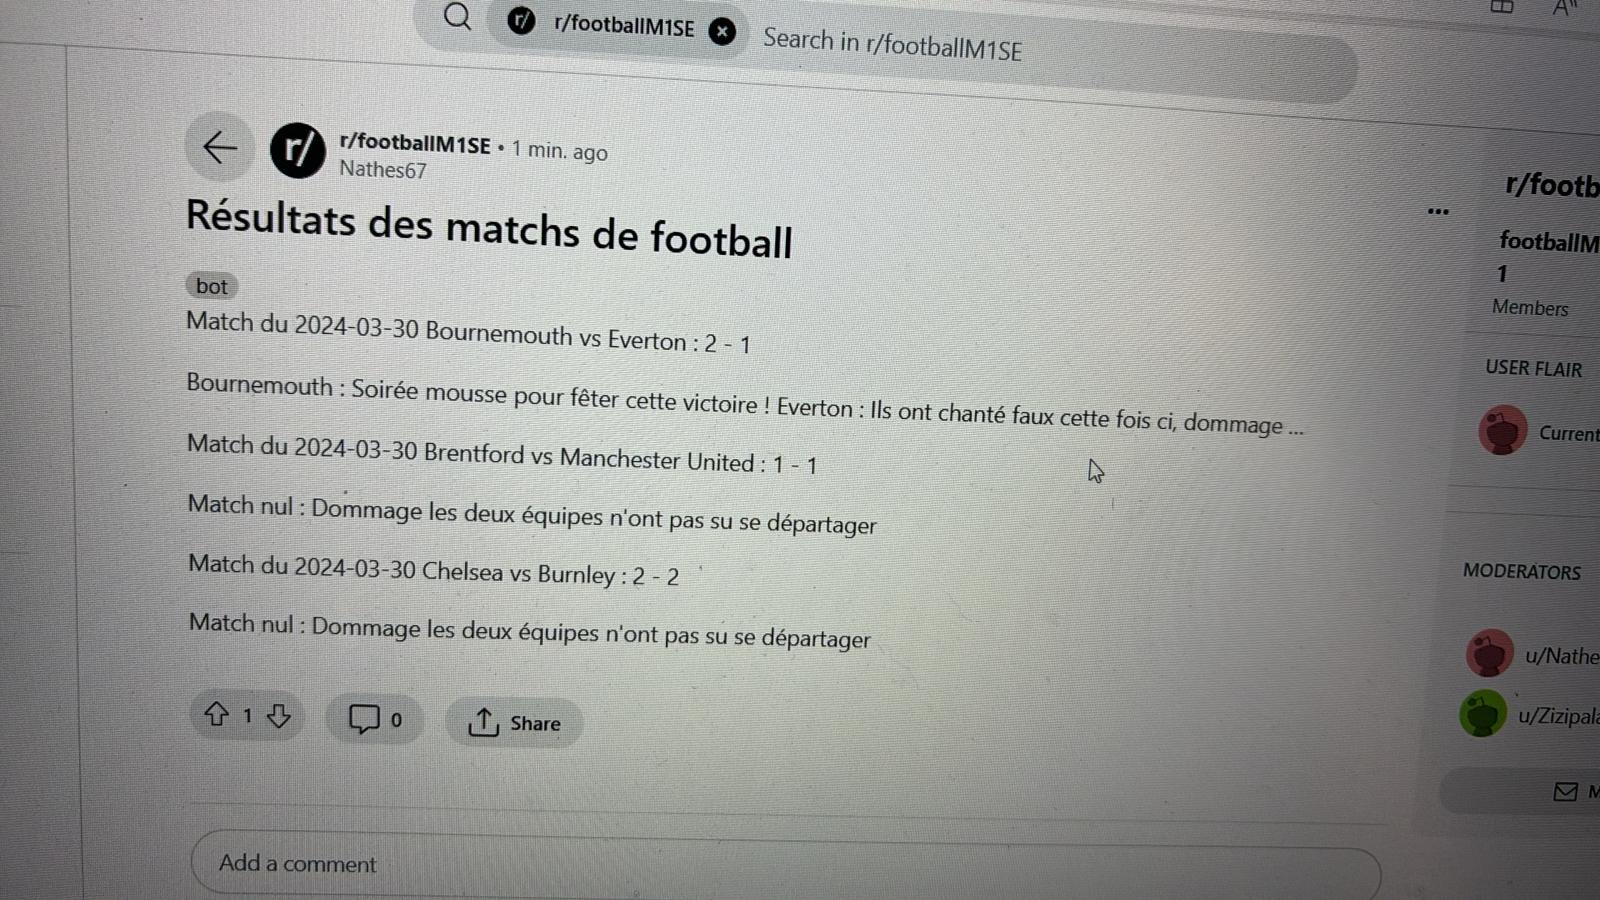 r/ r/footballM1SE Search in r/footballM1SE
r/ r/footballM1SE • 1 min. ago
Nathes67
Résultats des matchs de football
bot
Match du 2024-03-30 Bournemouth vs Everton : 2 - 1
Bournemouth : Soirée mousse pour fêter cette victoire ! Everton : Ils ont chanté faux cette fois ci, dommage ...
Match du 2024-03-30 Brentford vs Manchester United : 1 - 1
Match nul : Dommage les deux équipes n'ont pas su se départager
Match du 2024-03-30 Chelsea vs Burnley : 2 - 2
Match nul : Dommage les deux équipes n'ont pas su se départager
1 0 Share
Add a comment
r/footb
footballM
1
Members
USER FLAIR
Current
MODERATORS
u/Nathe
u/Zizipala
M